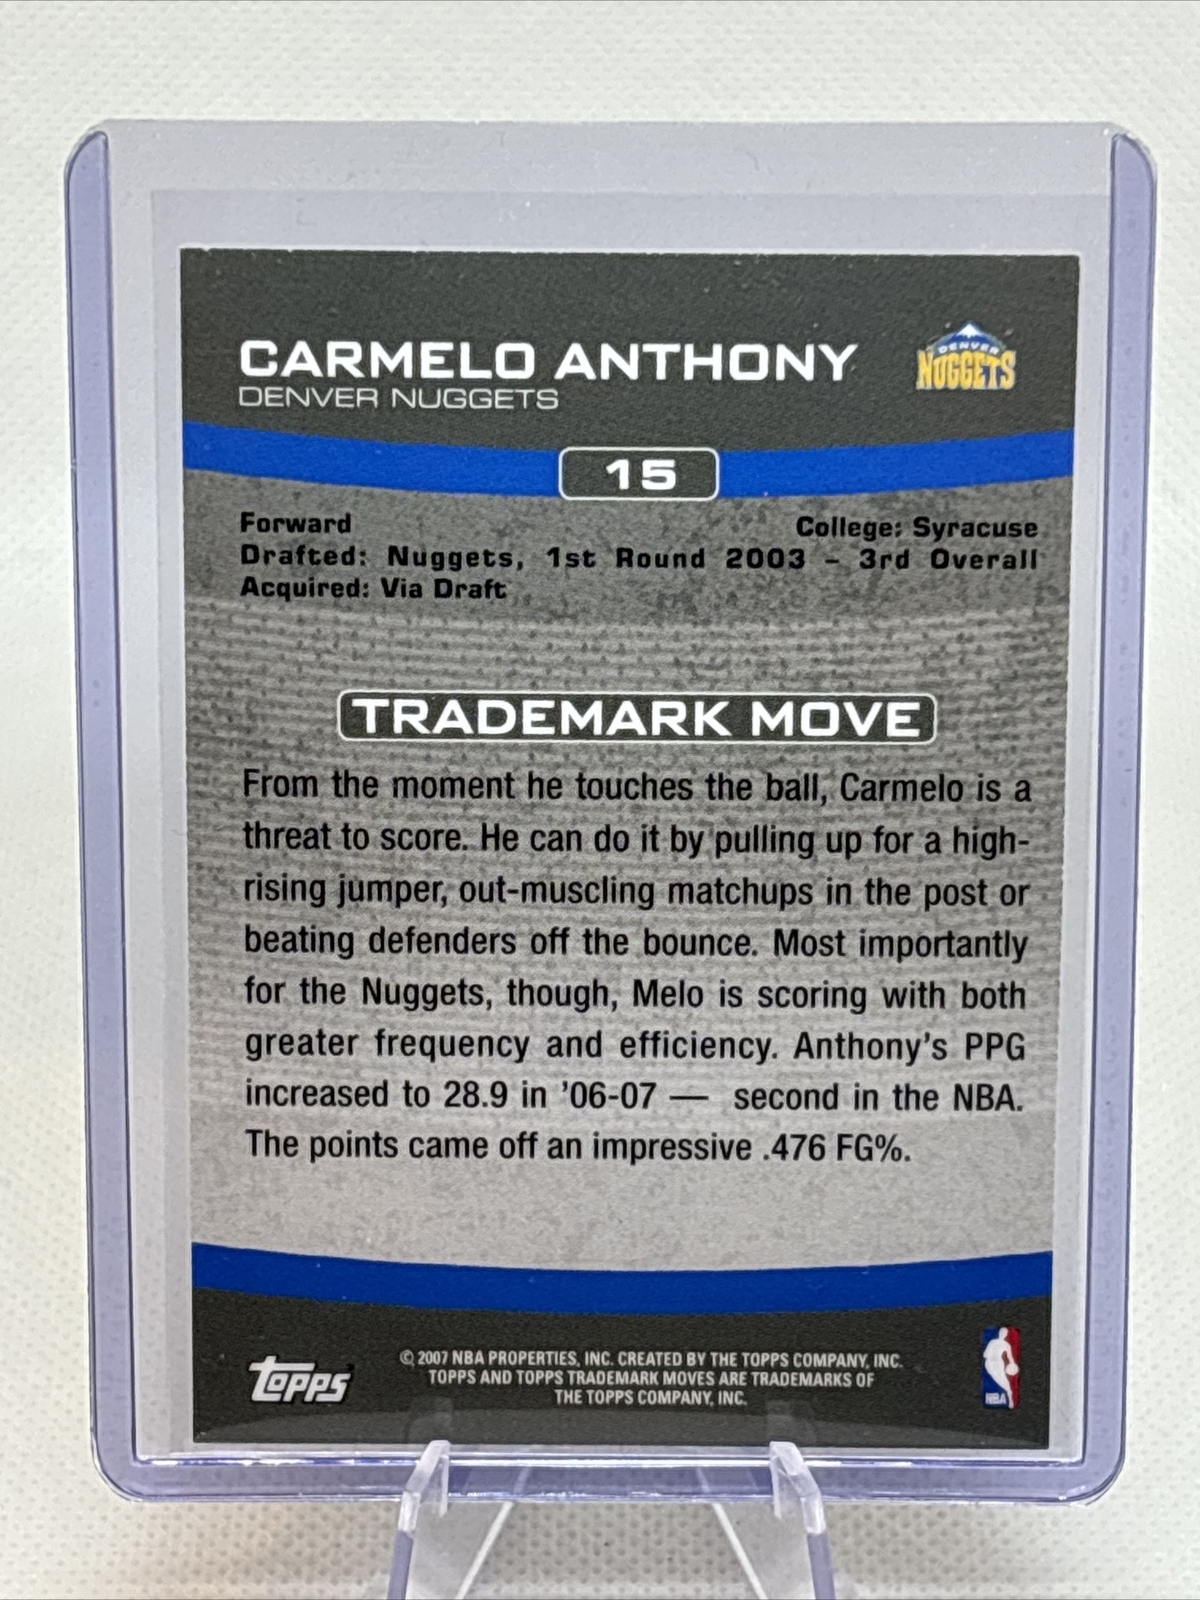 CARMELO ANTHONY
DENVER NUGGETS
DENVER
NUGGETS
15
Forward College: Syracuse
Drafted: Nuggets, 1st Round 2003 – 3rd Overall
Acquired: Via Draft
TRADEMARK MOVE
From the moment he touches the ball, Carmelo is a
threat to score. He can do it by pulling up for a high-
rising jumper, out-muscling matchups in the post or
beating defenders off the bounce. Most importantly
for the Nuggets, though, Melo is scoring with both
greater frequency and efficiency. Anthony's PPG
increased to 28.9 in '06-07 — second in the NBA.
The points came off an impressive .476 FG%.
Topps
© 2007 NBA PROPERTIES, INC. CREATED BY THE TOPPS COMPANY, INC.
TOPPS AND TOPPS TRADEMARK MOVES ARE TRADEMARKS OF
THE TOPPS COMPANY, INC.
NBA